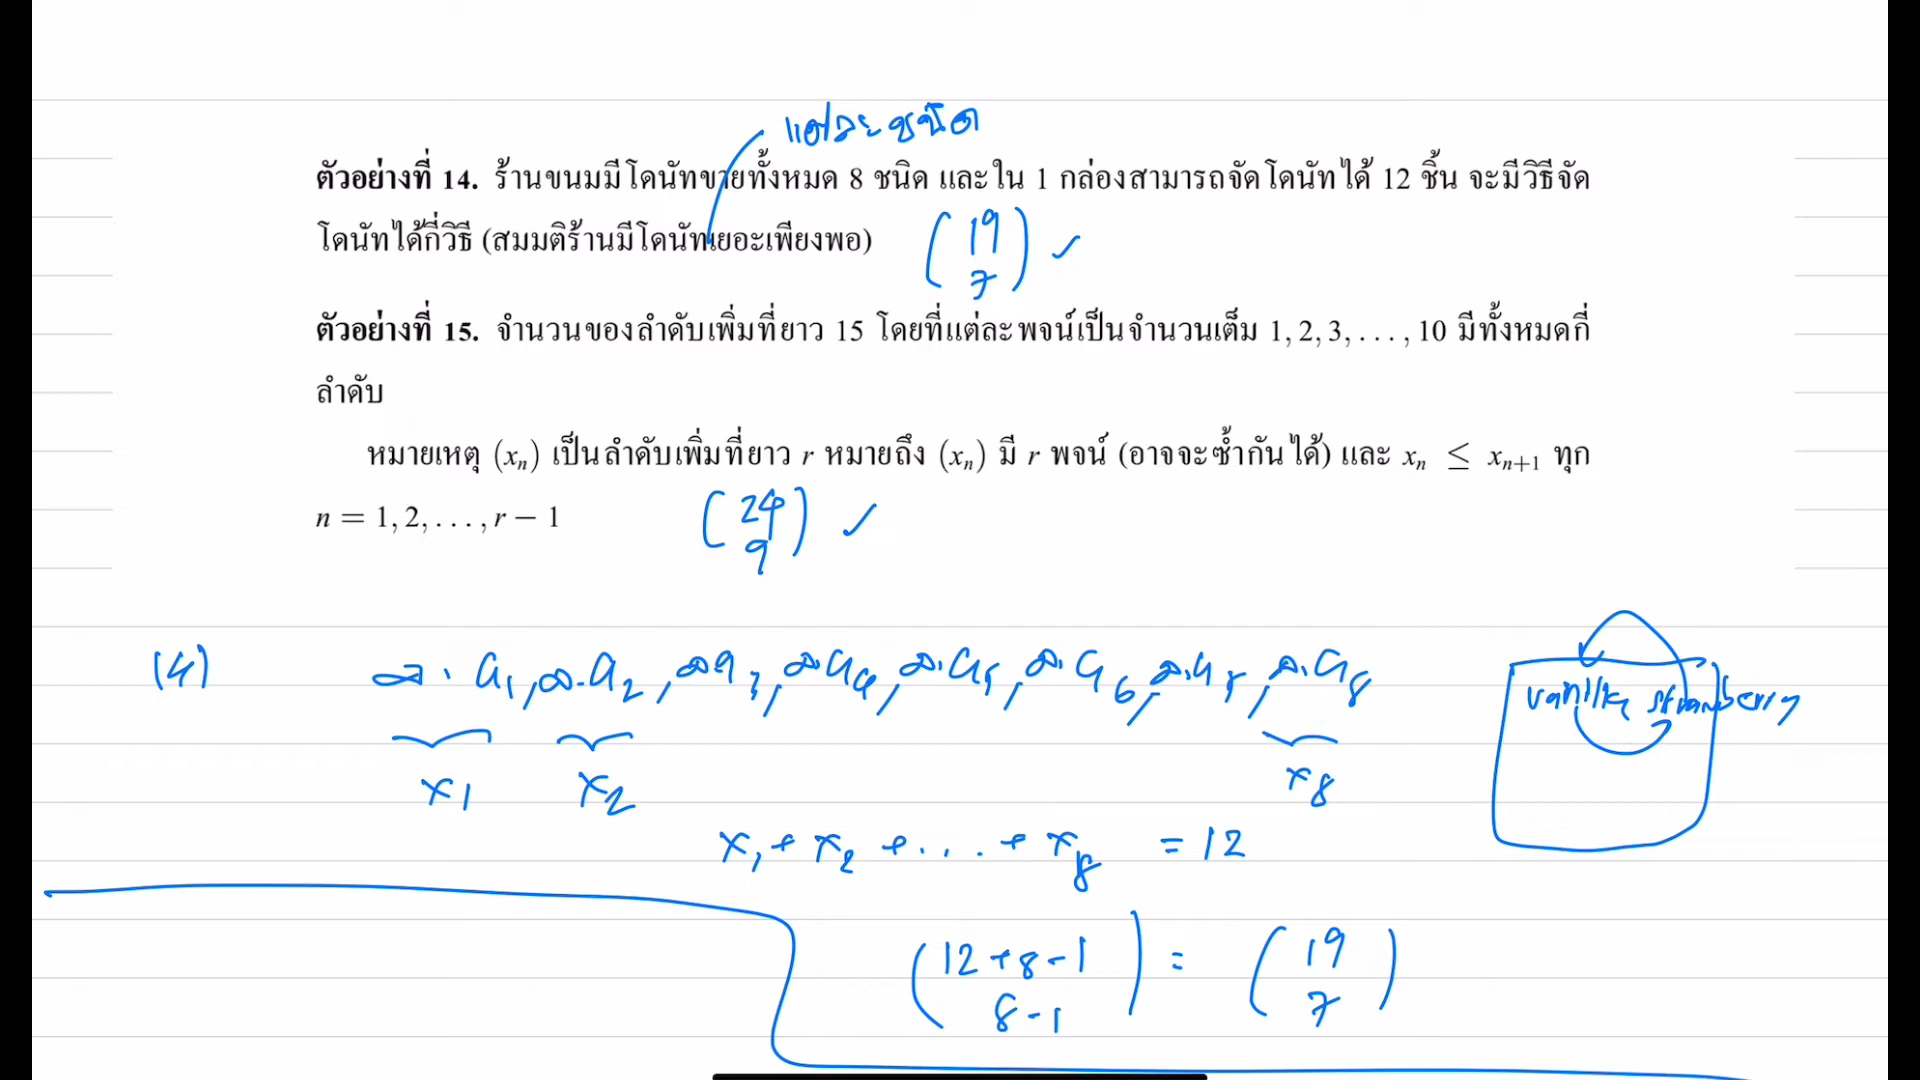 แต่ละชนิด
ตัวอย่างที่ 14. ร้านขนมมีโดนัทขายทั้งหมด 8 ชนิด และใน 1 กล่องสามารถจัดโดนัทได้ 12 ชิ้น จะมีวิธีจัด
โดนัทได้กี่วิธี (สมมติร้านมีโดนัทเยอะเพียงพอ) (19 7) ✓
ตัวอย่างที่ 15. จำนวนของลำดับเพิ่มที่ยาว 15 โดยที่แต่ละพจน์เป็นจำนวนเต็ม 1, 2, 3, . . . , 10 มีทั้งหมดกี่
ลำดับ
หมายเหตุ (xₙ) เป็นลำดับเพิ่มที่ยาว r หมายถึง (xₙ) มี r พจน์ (อาจจะซ้ำกันได้) และ xₙ ≤ xₙ₊₁ ทุก
n = 1, 2, . . . , r − 1 (24 9) ✓
(4) ∞·a₁, ∞·a₂, ∞a₃, ∞·a₄, ∞·a₅, ∞·a₆, ∞·a₇, ∞·a₈
vanilla strawberry
x₁ x₂ x₈
x₁ + x₂ + . . . + x₈ = 12
(12+8-1 8-1) = (19 7)